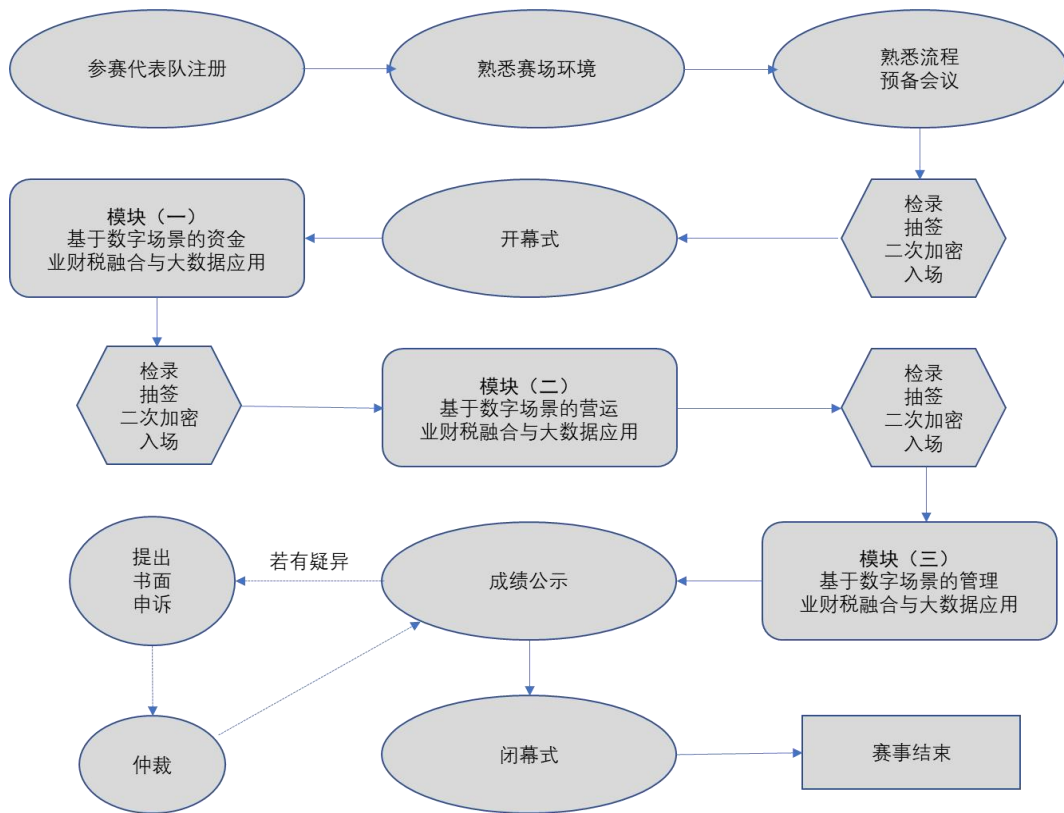 参赛代表队注册
熟悉赛场环境
熟悉流程
预备会议
检录
抽签
二次加密
入场
开幕式
模块（一）
基于数字场景的资金
业财税融合与大数据应用
检录
抽签
二次加密
入场
模块（二）
基于数字场景的营运
业财税融合与大数据应用
检录
抽签
二次加密
入场
模块（三）
基于数字场景的管理
业财税融合与大数据应用
成绩公示
若有疑异
提出
书面
申诉
仲裁
闭幕式
赛事结束